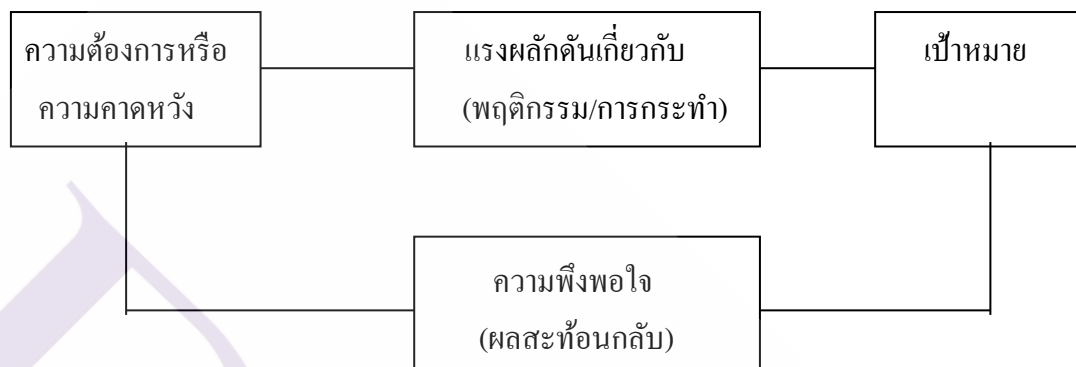 ความต้องการหรือ
ความคาดหวัง
แรงผลักดันเกี่ยวกับ
(พฤติกรรม/การกระทำ)
เป้าหมาย
ความพึงพอใจ
(ผลสะท้อนกลับ)